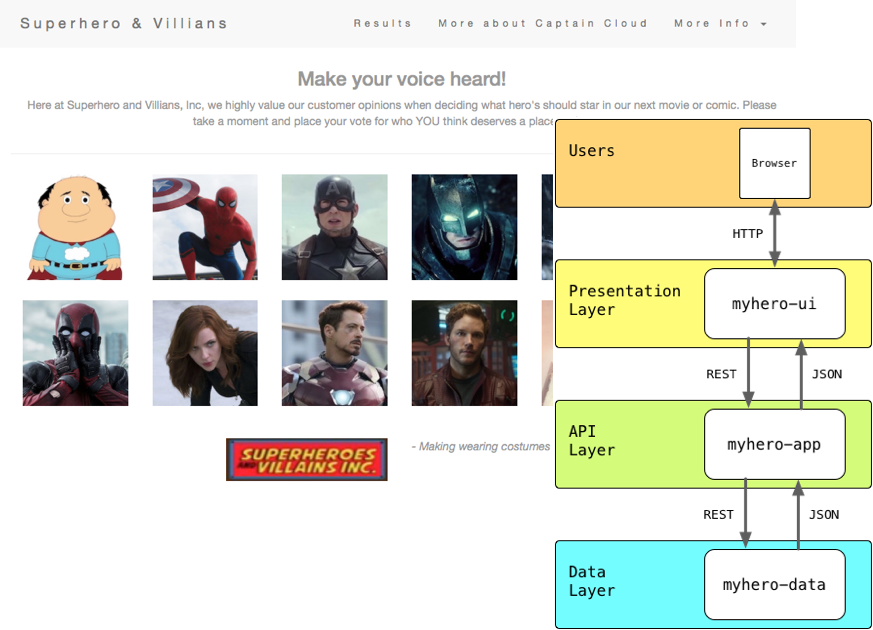 Superhero & Villians
Results
More about Captain Cloud
More Info
Make your voice heard!
Here at Superhero and Villians, Inc, we highly value our customer opinions when deciding what hero's should star in our next movie or comic. Please
take a moment and place your vote for who YOU think deserves a place
SUPERHEROES
AND VILLAINS INC.
- Making wearing costumes
Users
Browser
HTTP
Presentation
Layer
myhero-ui
REST
JSON
API
Layer
myhero-app
REST
JSON
Data
Layer
myhero-data